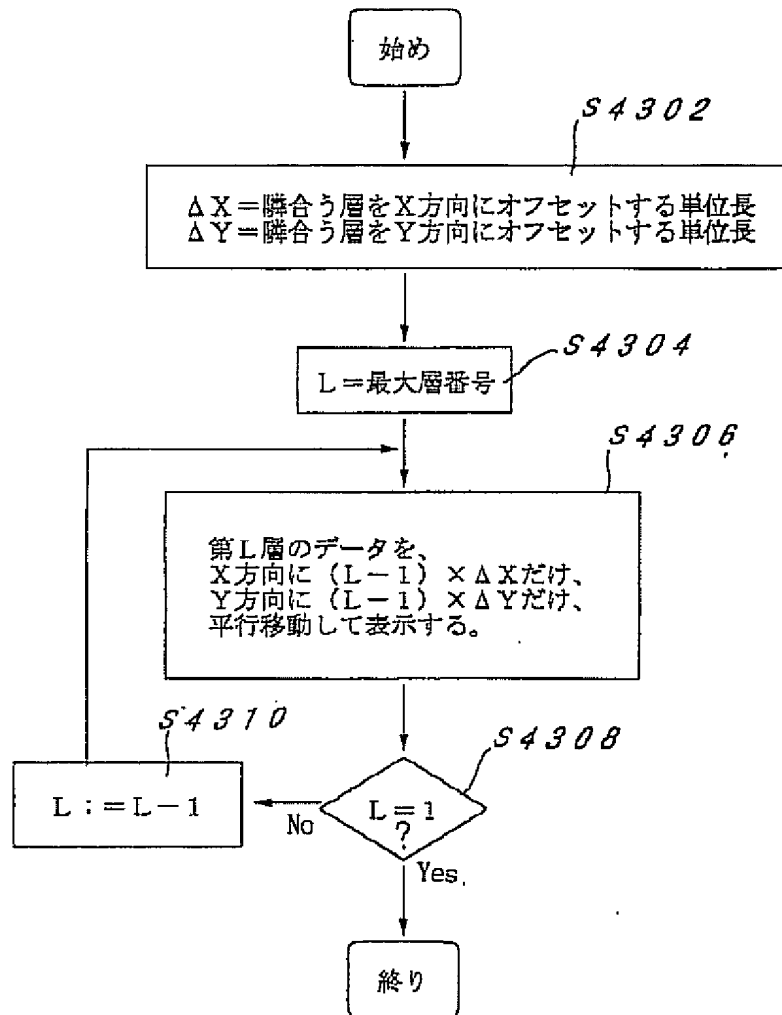 始め
S4302
ΔX=隣合う層をX方向にオフセットする単位長
ΔY=隣合う層をY方向にオフセットする単位長
S4304
L=最大層番号
S4306
第L層のデータを、
X方向に(L-1)×ΔXだけ、
Y方向に(L-1)×ΔYだけ、
平行移動して表示する。
S4310
S4308
L:=L-1
No
L=1
?
Yes
終り